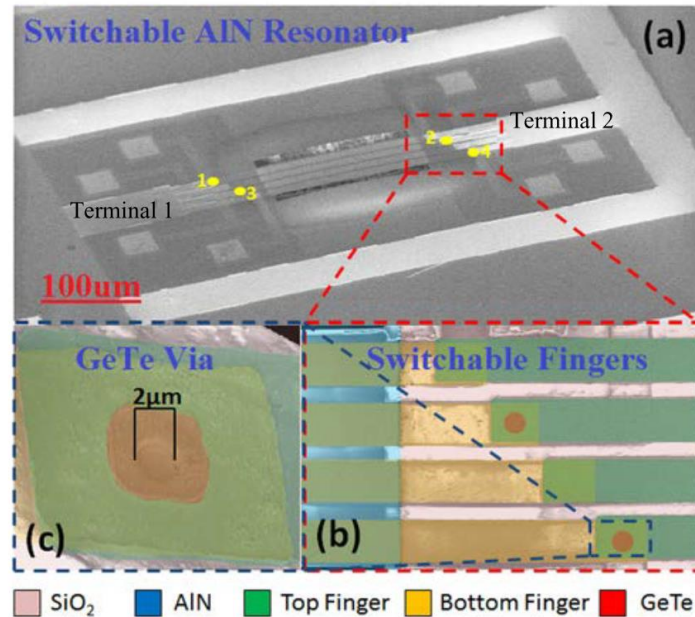 Switchable AlN Resonator
(a)
Terminal 2
2
4
1
3
Terminal 1
100um
GeTe Via
2μm
(c)
Switchable Fingers
(b)
SiO₂
AlN
Top Finger
Bottom Finger
GeTe